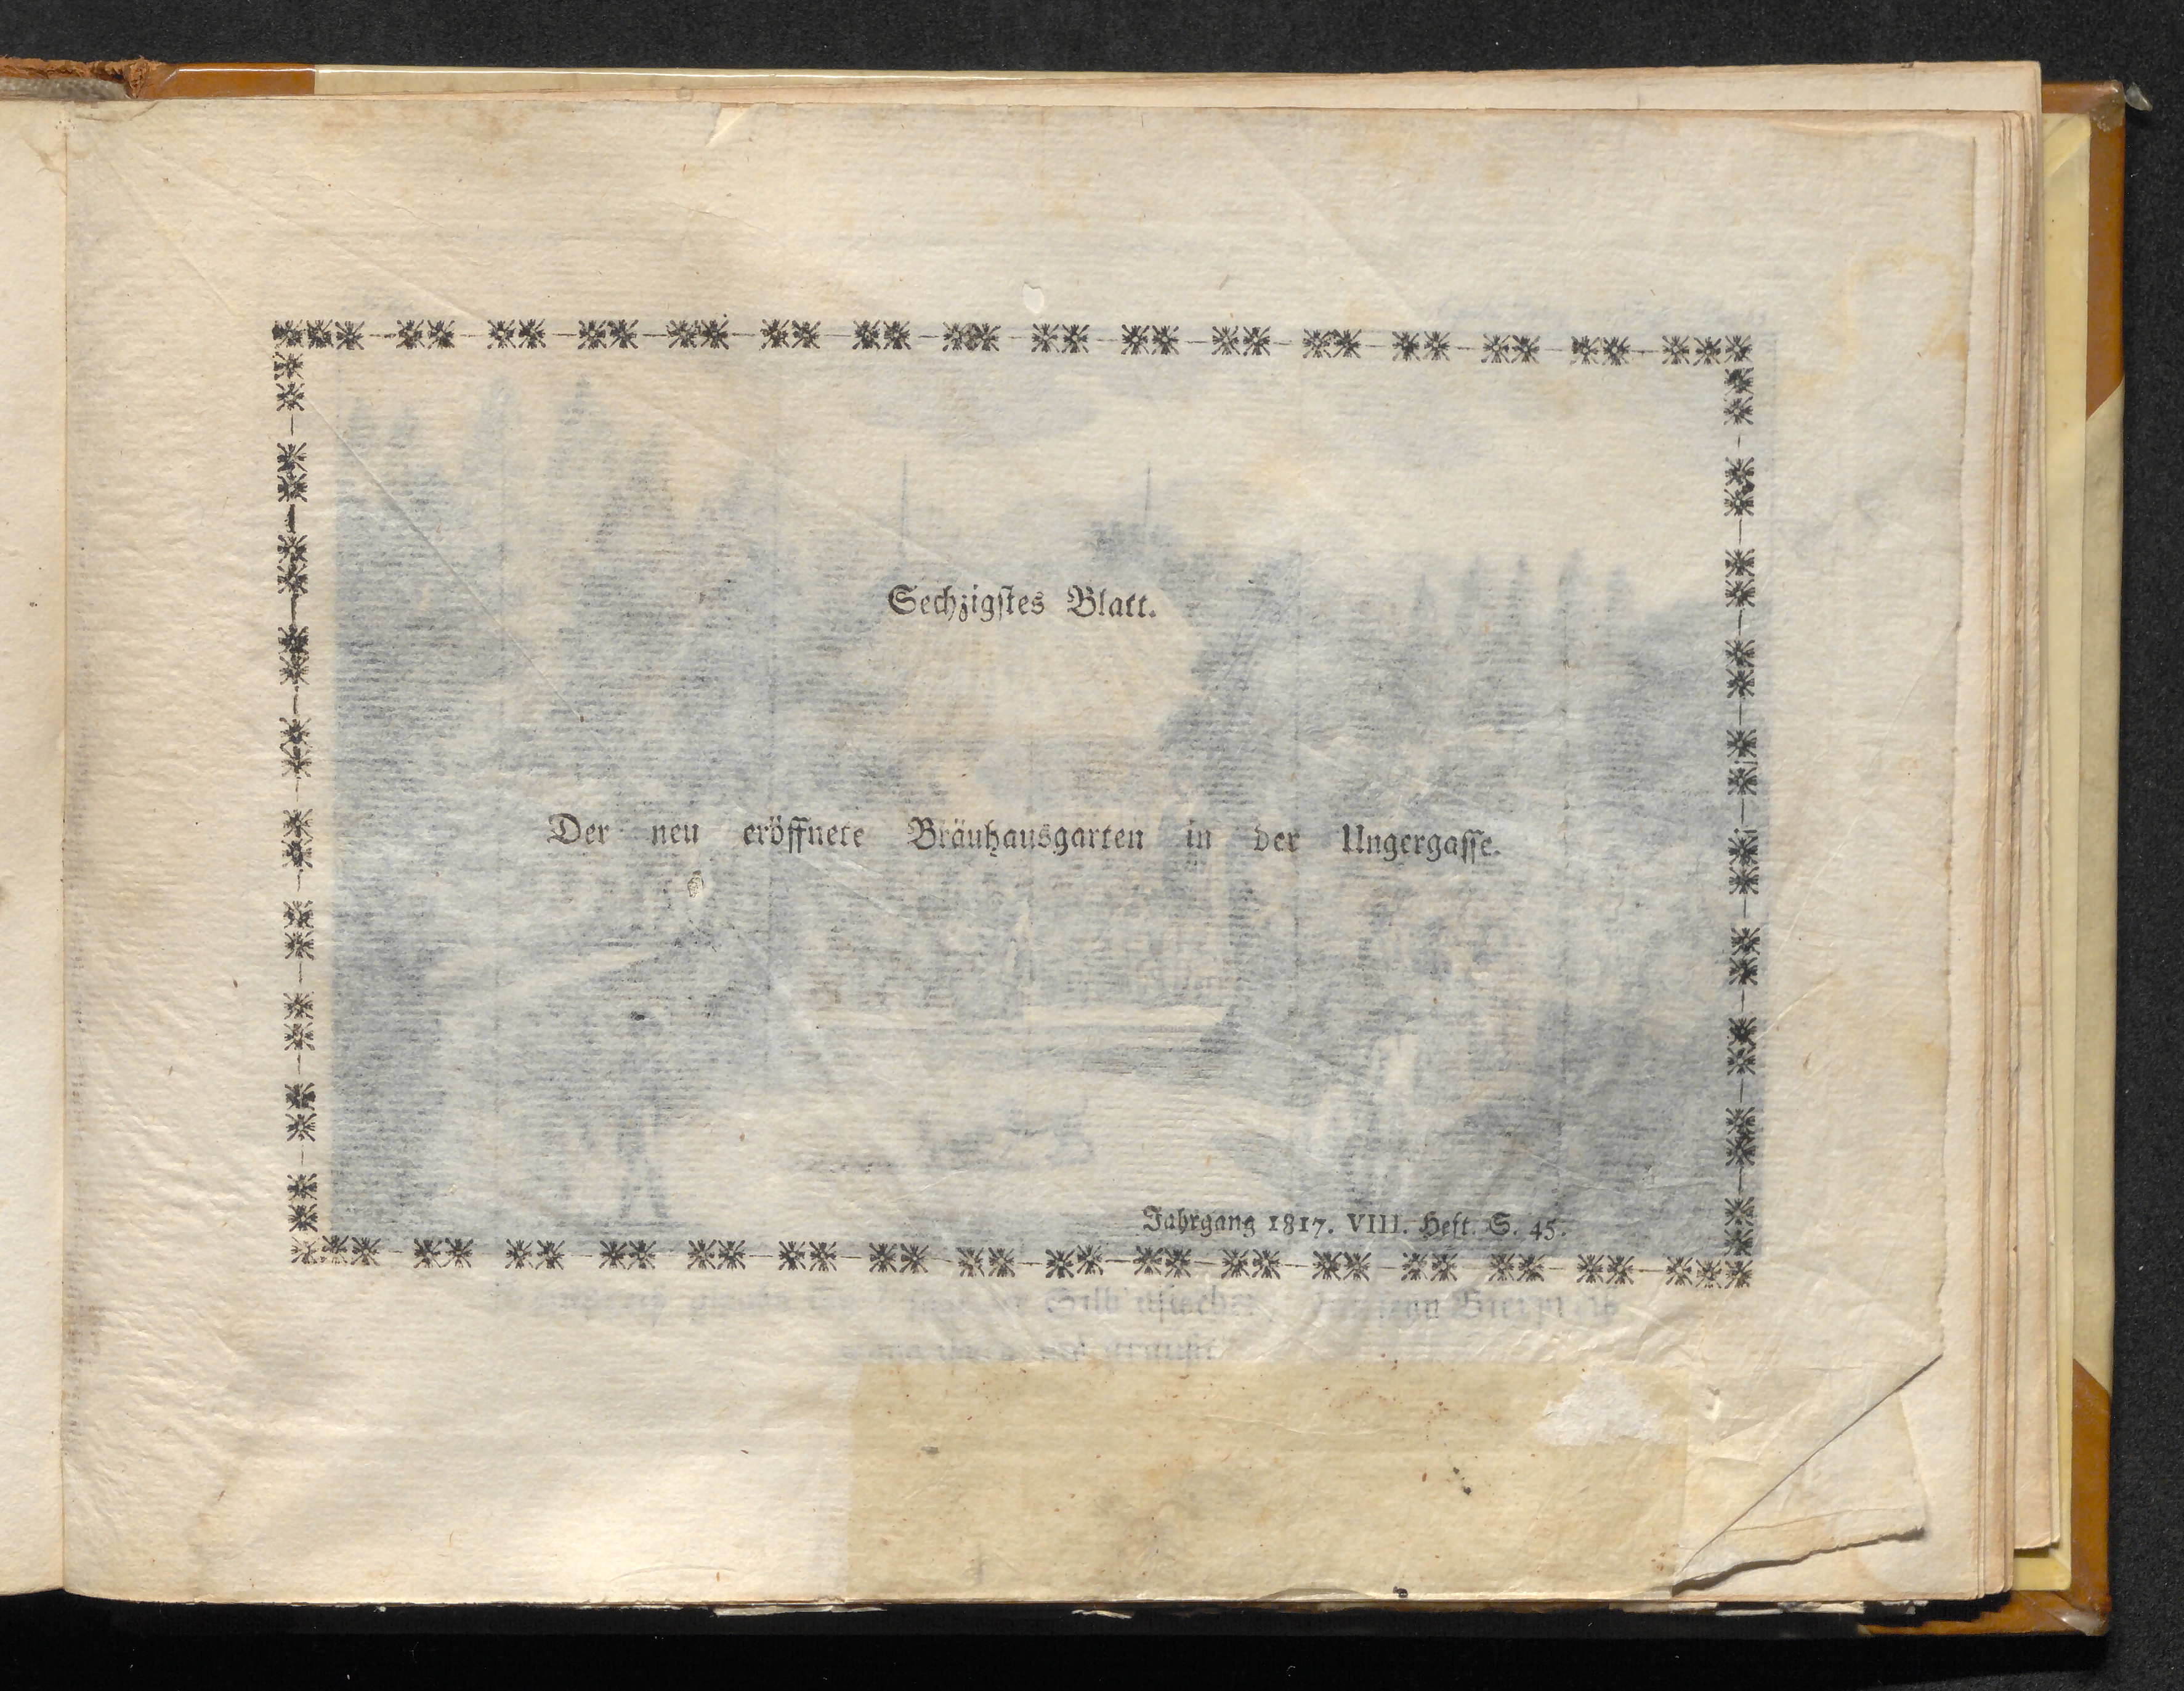 Sechzigstes Blatt.
Der neu eröffnete Bräuhausgarten in der Ungergasse.
Jahrgang 1817. VIII. Heft. S. 45.